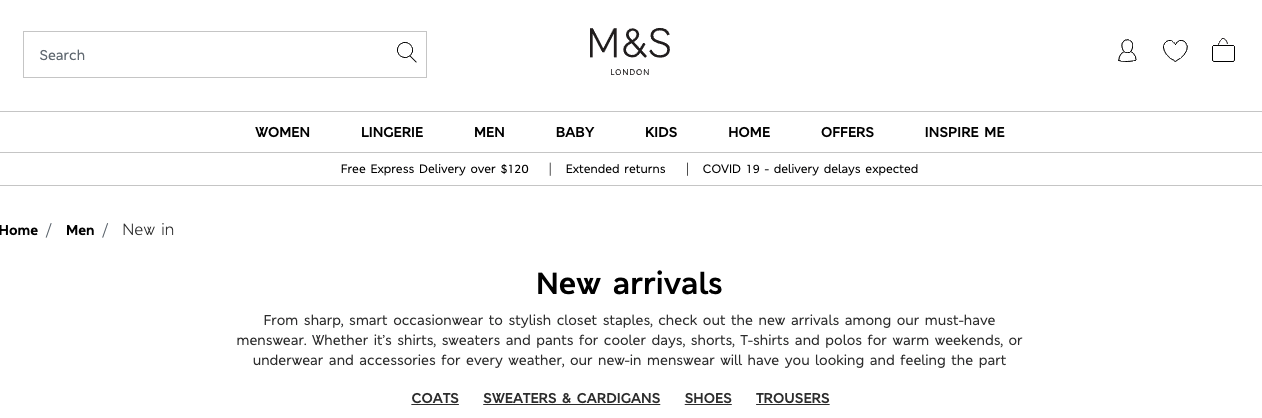 Search
M&S
LONDON
WOMEN LINGERIE MEN BABY KIDS HOME OFFERS INSPIRE ME
Free Express Delivery over $120 | Extended returns | COVID 19 - delivery delays expected
Home / Men / New in
New arrivals
From sharp, smart occasionwear to stylish closet staples, check out the new arrivals among our must-have
menswear. Whether it's shirts, sweaters and pants for cooler days, shorts, T-shirts and polos for warm weekends, or
underwear and accessories for every weather, our new-in menswear will have you looking and feeling the part
COATS SWEATERS & CARDIGANS SHOES TROUSERS